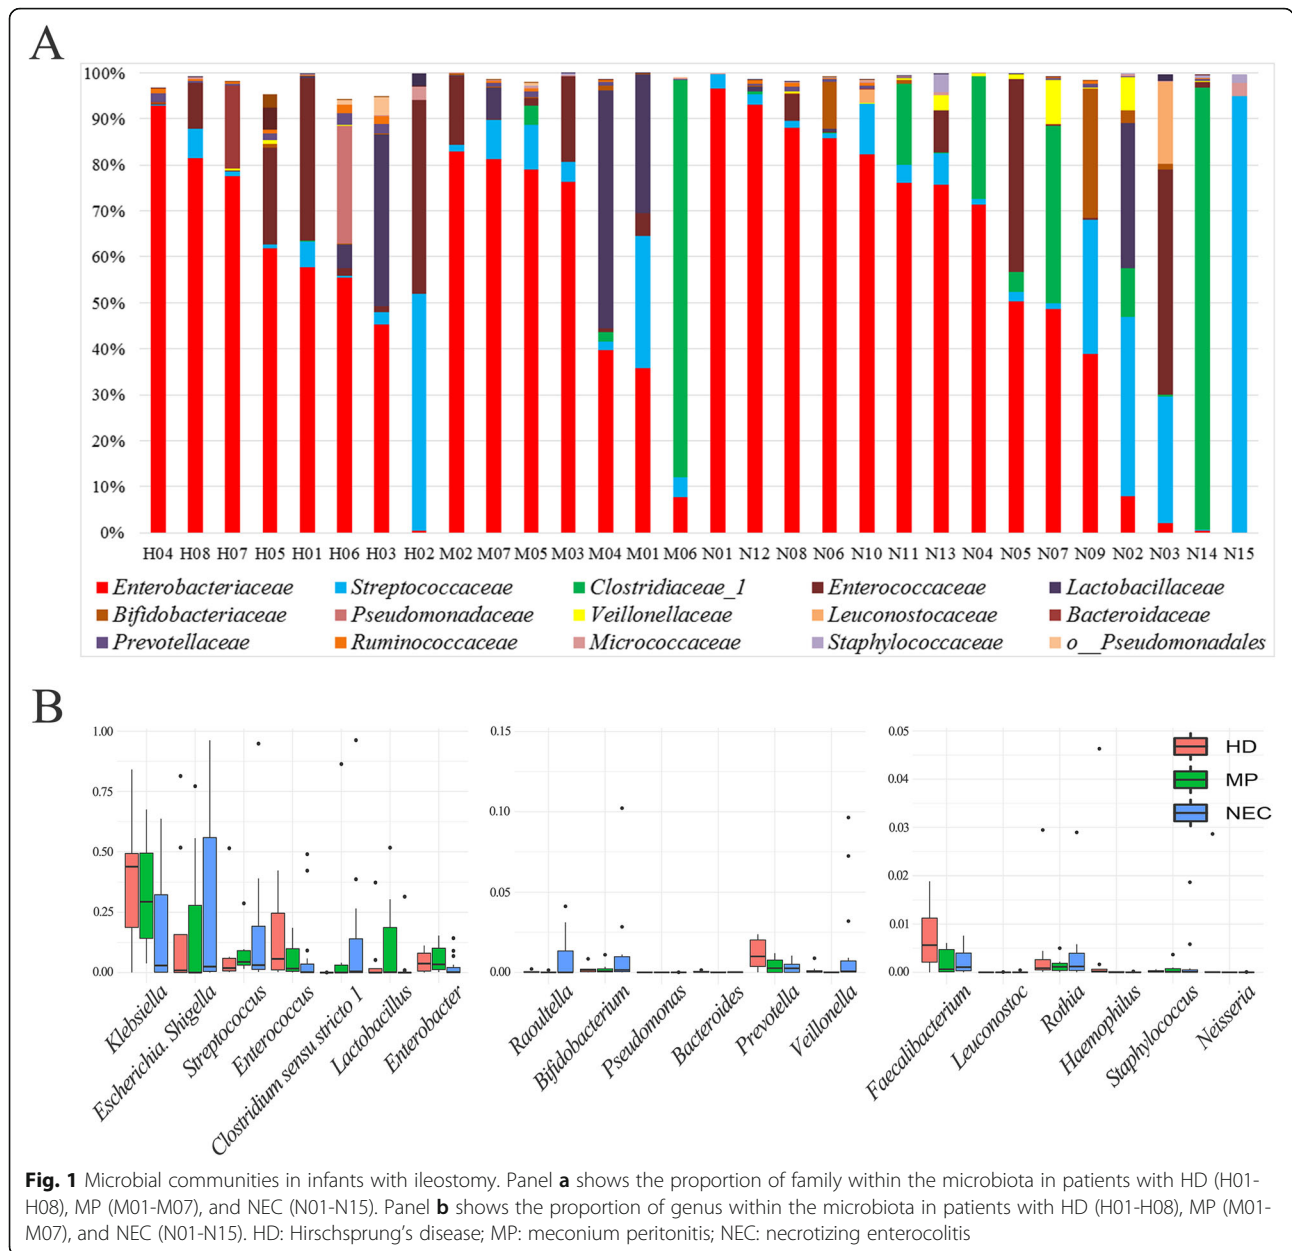 A
100%
90%
80%
70%
60%
50%
40%
30%
20%
10%
0%
H04 H08 H07 H05 H01 H06 H03 H02 M02 M07 M05 M03 M04 M01 M06 N01 N12 N08 N06 N10 N11 N13 N04 N05 N07 N09 N02 N03 N14 N15
Enterobacteriaceae Streptococcaceae Clostridiaceae_1 Enterococcaceae Lactobacillaceae
Bifidobacteriaceae Pseudomonadaceae Veillonellaceae Leuconostocaceae Bacteroidaceae
Prevotellaceae Ruminococcaceae Micrococcaceae Staphylococcaceae o__Pseudomonadales
B
1.00
0.75
0.50
0.25
0.00
Klebsiella
Escherichia. Shigella
Streptococcus
Enterococcus
Clostridium sensu stricto 1
Lactobacillus
Enterobacter
0.15
0.10
0.05
0.00
Raoultella
Bifidobacterium
Pseudomonas
Bacteroides
Prevotella
Veillonella
0.05
0.04
0.03
0.02
0.01
0.00
HD
MP
NEC
Faecalibacterium
Leuconostoc
Rothia
Haemophilus
Staphylococcus
Neisseria
Fig. 1 Microbial communities in infants with ileostomy. Panel a shows the proportion of family within the microbiota in patients with HD (H01-
H08), MP (M01-M07), and NEC (N01-N15). Panel b shows the proportion of genus within the microbiota in patients with HD (H01-H08), MP (M01-
M07), and NEC (N01-N15). HD: Hirschsprung's disease; MP: meconium peritonitis; NEC: necrotizing enterocolitis